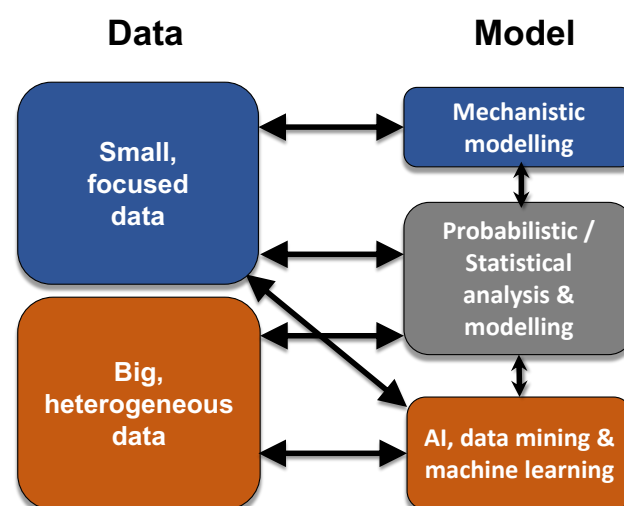 Data
Model
Small,
focused
data
Big,
heterogeneous
data
Mechanistic
modelling
Probabilistic /
Statistical
analysis &
modelling
AI, data mining &
machine learning